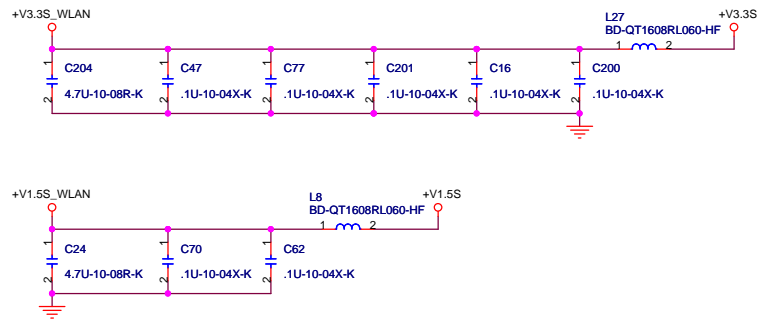 +V3.3S_WLAN
L27
BD-QT1608RL060-HF
+V3.3S
1 2
1 C204 1 C47 1 C77 1 C201 1 C16 1 C200
2 4.7U-10-08R-K 2 .1U-10-04X-K 2 .1U-10-04X-K 2 .1U-10-04X-K 2 .1U-10-04X-K 2 .1U-10-04X-K
+V1.5S_WLAN
L8
BD-QT1608RL060-HF
+V1.5S
1 2
1 C24 1 C70 1 C62
2 4.7U-10-08R-K 2 .1U-10-04X-K 2 .1U-10-04X-K